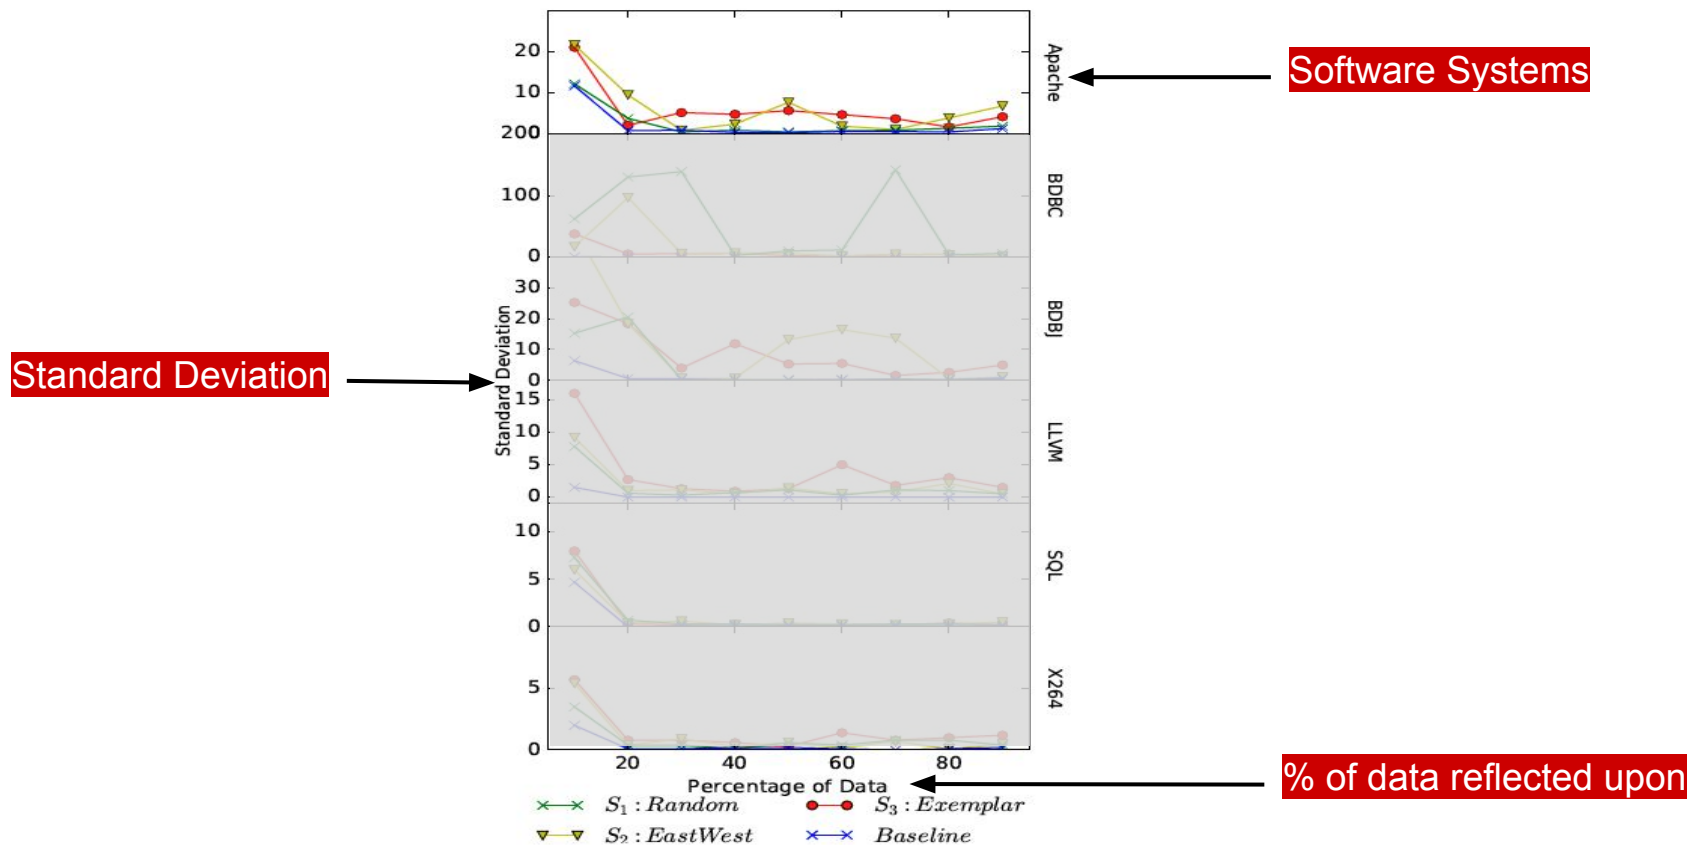 Software Systems
Standard Deviation
% of data reflected upon
Standard Deviation
20
10
0
Apache
200
100
0
BDBC
30
20
10
0
BDBJ
15
10
5
0
LLVM
10
5
0
SQL
5
0
X264
20 40 60 80
Percentage of Data
S₁ : Random
S₃ : Exemplar
S₂ : EastWest
Baseline